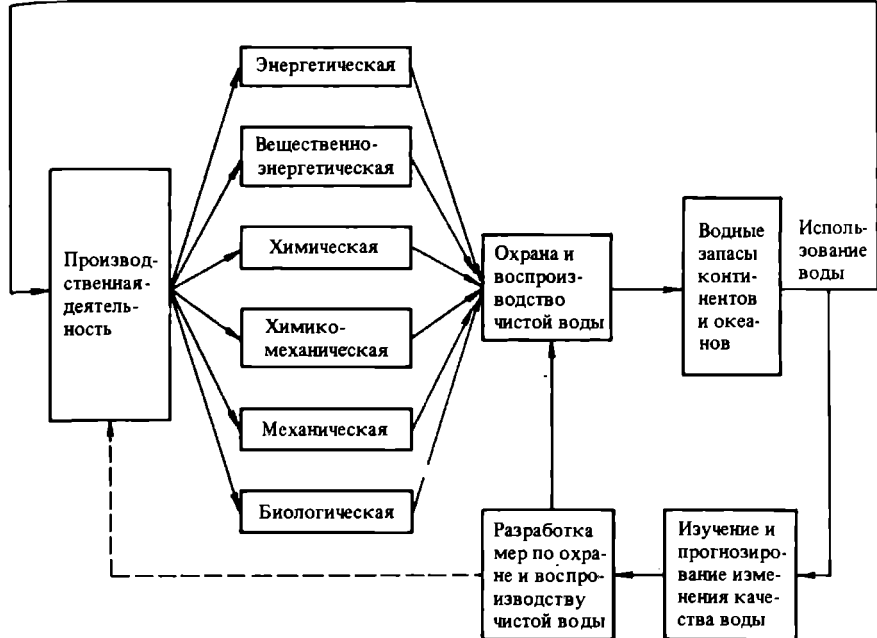 Энергетическая
Вещественно-
энергетическая
Химическая
Химико-
механическая
Механическая
Биологическая
Производ-
ственная-
деятель-
ность
Охрана и
воспроиз-
водство
чистой воды
Водные
запасы
конти-
нентов
и океа-
нов
Исполь-
зование
воды
Разработка
мер по охра-
не и воспро-
изводству
чистой воды
Изучение и
прогнозиро-
вание изме-
нения каче-
ства воды